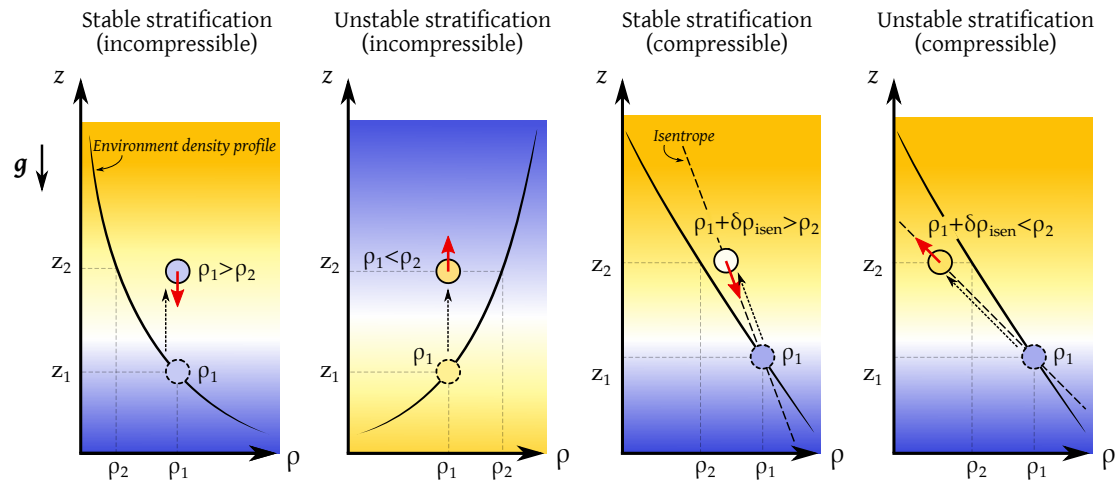 Stable stratification
(incompressible)
Unstable stratification
(incompressible)
Stable stratification
(compressible)
Unstable stratification
(compressible)
z
g
Environment density profile
z₂
ρ₁>ρ₂
z₁
ρ₁
ρ₂
ρ₁
ρ
z
z₂
ρ₁<ρ₂
z₁
ρ₁
ρ₁
ρ₂
ρ
z
Isentrope
ρ₁+δρisen>ρ₂
z₂
z₁
ρ₁
ρ₂
ρ₁
ρ
z
ρ₁+δρisen<ρ₂
z₂
z₁
ρ₁
ρ₂
ρ₁
ρ